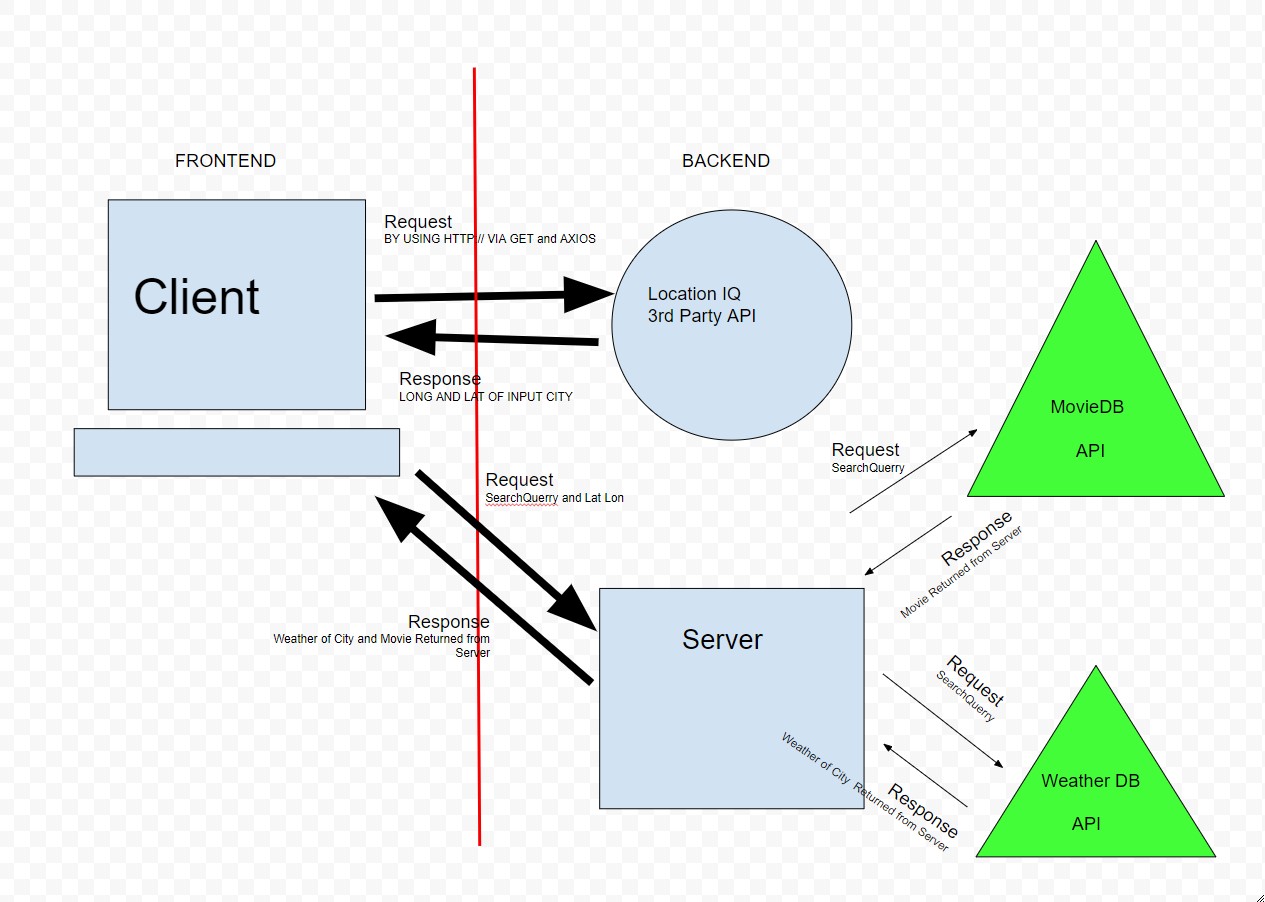 FRONTEND
BACKEND
Client
Request
BY USING HTTP:// VIA GET and AXIOS
Location IQ
3rd Party API
Response
LONG AND LAT OF INPUT CITY
MovieDB
API
Request
SearchQuerry
Request
SearchQuerry and Lat Lon
Response
Movie Returned from Server
Response
Weather of City and Movie Returned from
Server
Server
Request
SearchQuerry
Response
Weather of City Returned from Server
Weather DB
API